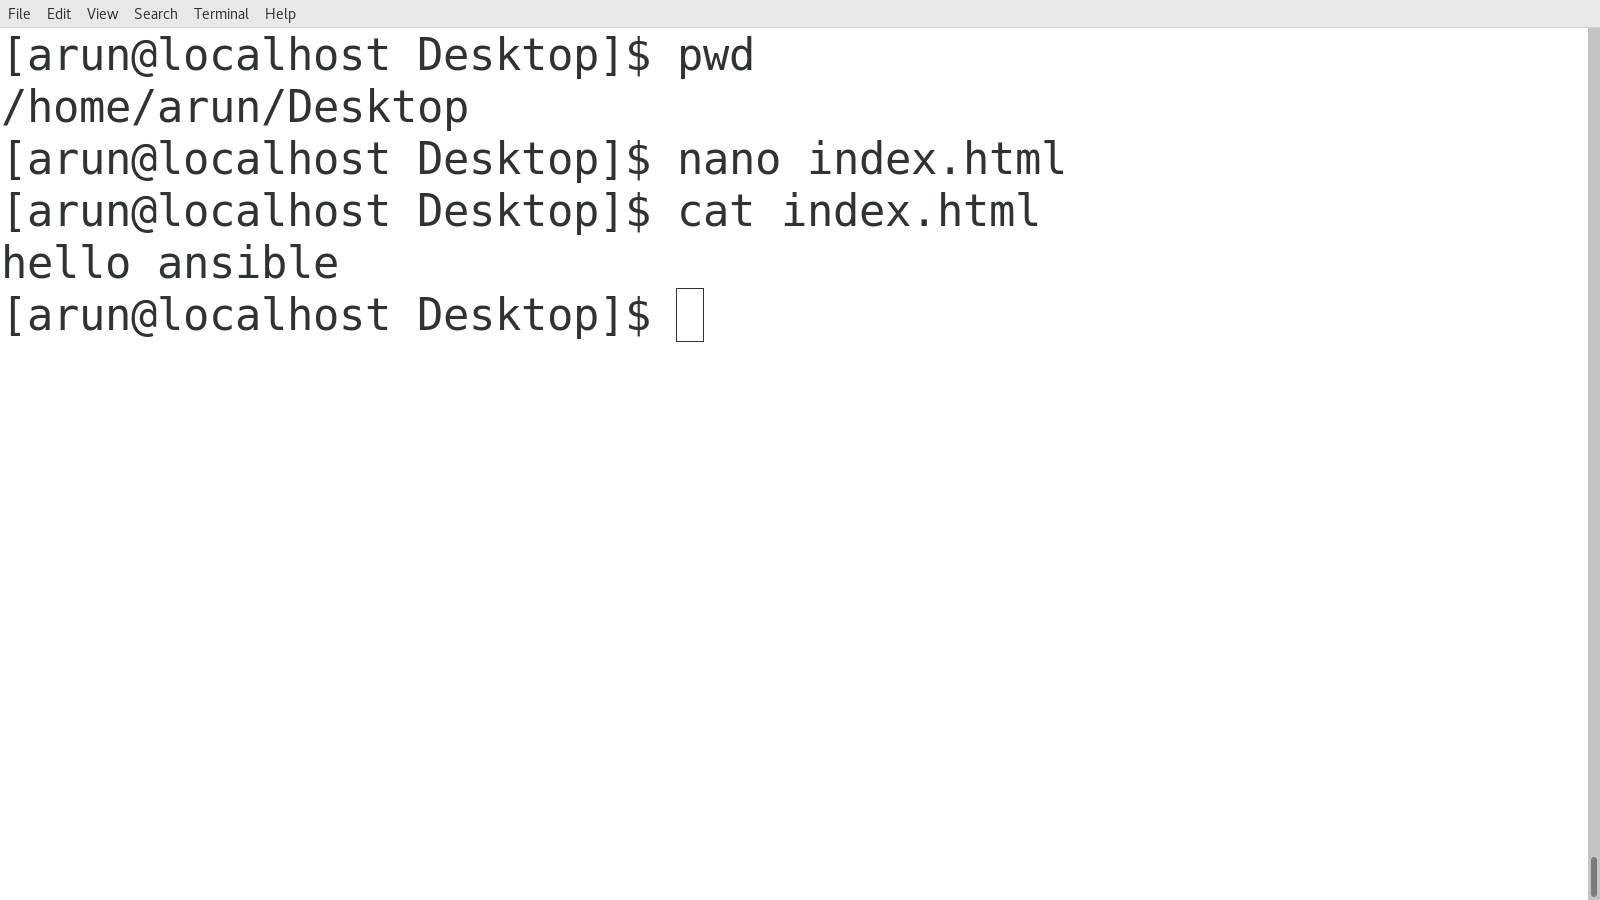 File Edit View Search Terminal Help
[arun@localhost Desktop]$ pwd
/home/arun/Desktop
[arun@localhost Desktop]$ nano index.html
[arun@localhost Desktop]$ cat index.html
hello ansible
[arun@localhost Desktop]$